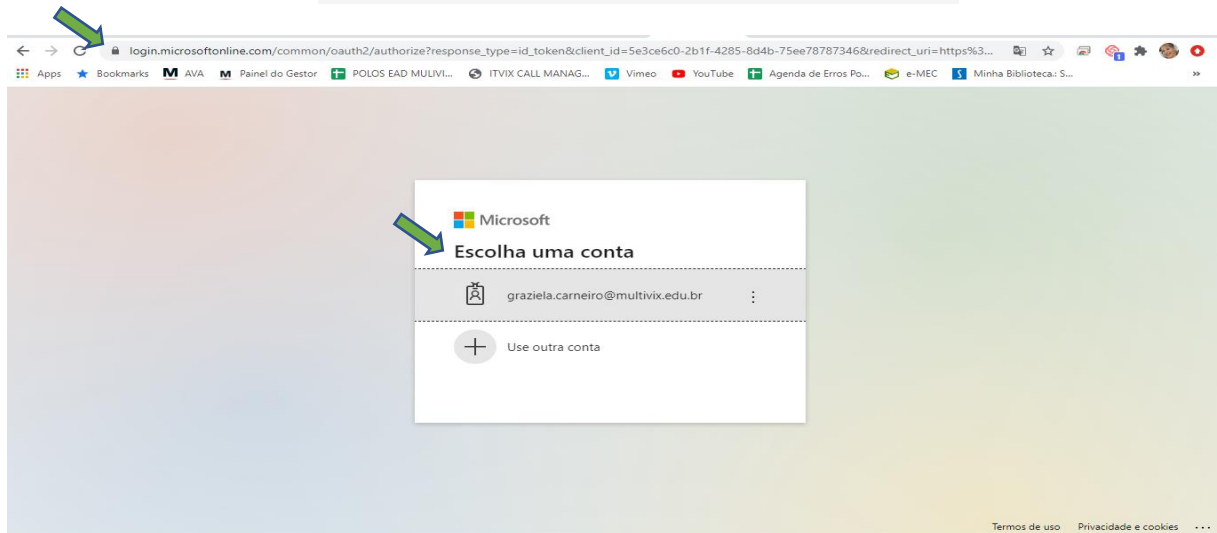 login.microsoftonline.com/common/oauth2/authorize?response_type=id_token&client_id=5e3ce6c0-2b1f-4285-8d4b-75ee78787346&redirect_uri=https%3...
Apps Bookmarks M AVA M Painel do Gestor POLOS EAD MULIVI... ITVIX CALL MANAG... Vimeo YouTube Agenda de Erros Po... e-MEC Minha Biblioteca.: S... »
Microsoft
Escolha uma conta
graziela.carneiro@multivix.edu.br
Use outra conta
Termos de uso Privacidade e cookies ...